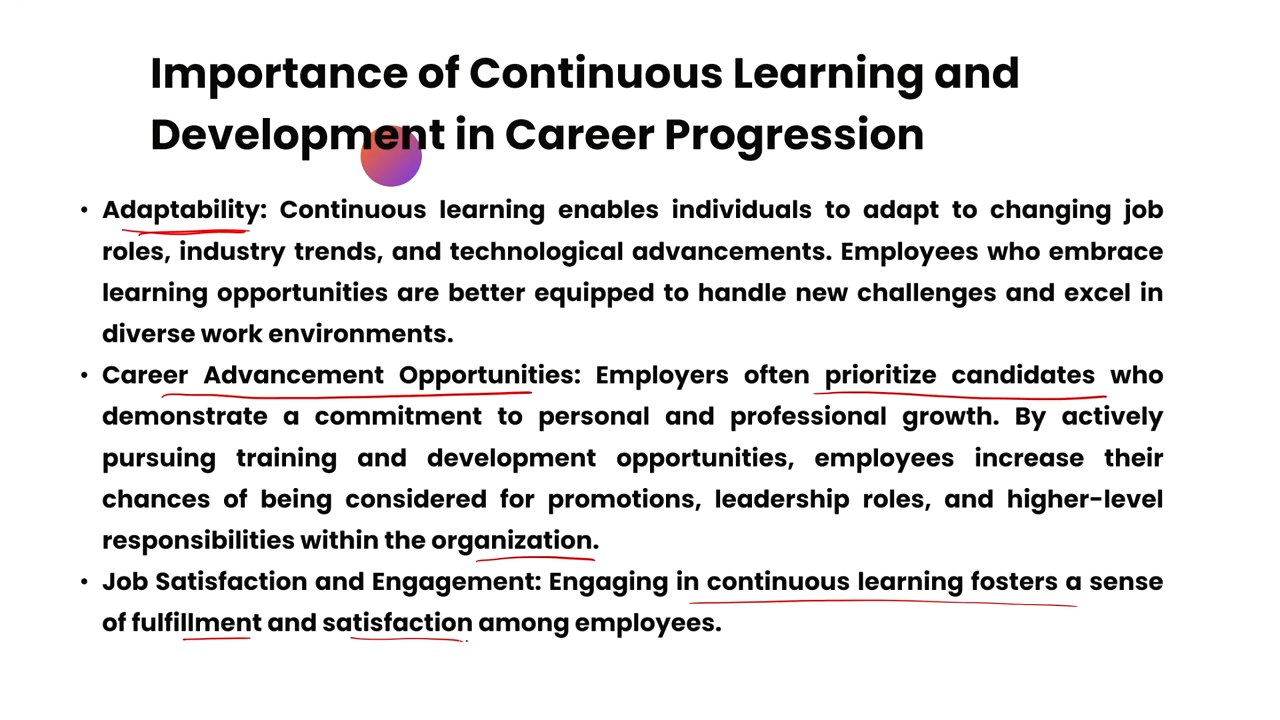 Importance of Continuous Learning and
Development in Career Progression
• Adaptability: Continuous learning enables individuals to adapt to changing job
roles, industry trends, and technological advancements. Employees who embrace
learning opportunities are better equipped to handle new challenges and excel in
diverse work environments.
• Career Advancement Opportunities: Employers often prioritize candidates who
demonstrate a commitment to personal and professional growth. By actively
pursuing training and development opportunities, employees increase their
chances of being considered for promotions, leadership roles, and higher-level
responsibilities within the organization.
• Job Satisfaction and Engagement: Engaging in continuous learning fosters a sense
of fulfillment and satisfaction among employees.